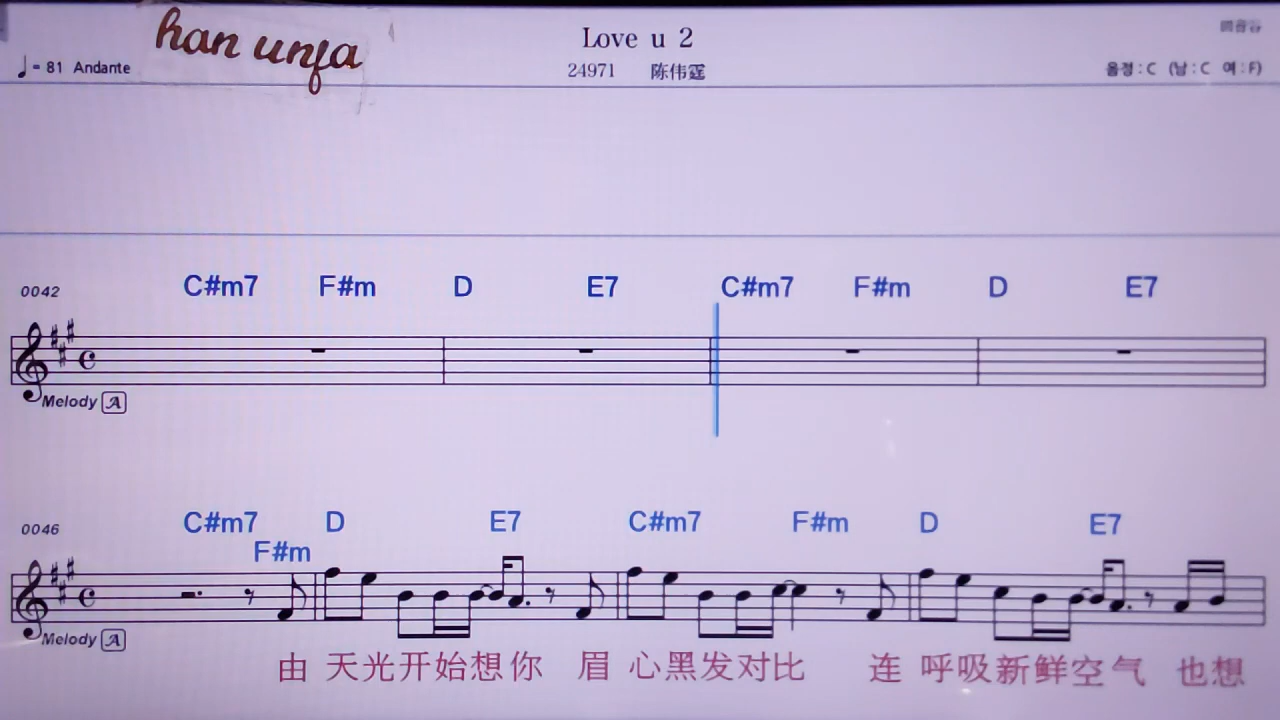 han unfa
Love u 2
♩= 81 Andante
24971 陈伟霆
음정 : C (남 : C 여 : F)
0042 C#m7 F#m D E7 C#m7 F#m D E7
Melody A
0046 C#m7 F#m D E7 C#m7 F#m D E7
Melody A
由 天光开始想你 眉 心黑发对比 连 呼吸新鲜空气 也想